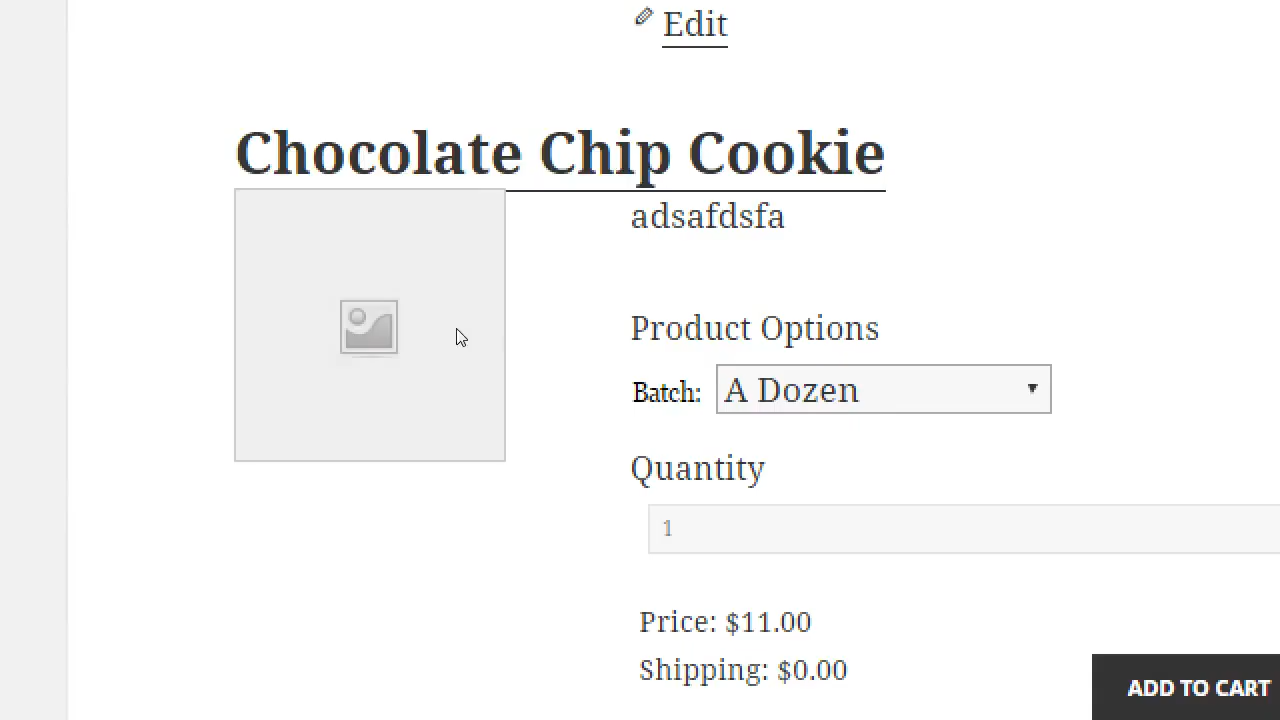 Edit
Chocolate Chip Cookie
adsafdsfa
Product Options
Batch: A Dozen
Quantity
1
Price: $11.00
Shipping: $0.00
ADD TO CART